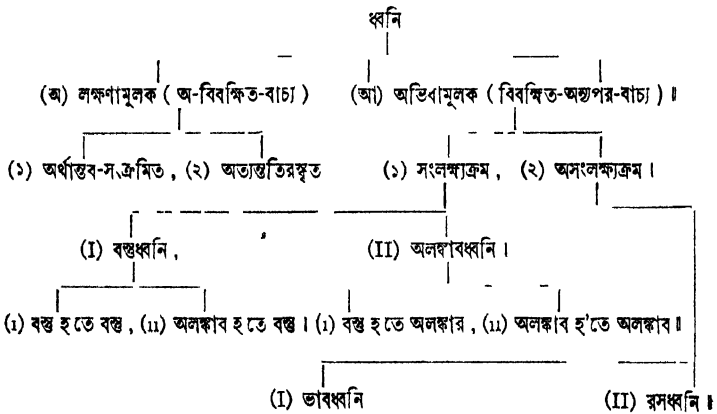 ধ্বনি
(অ) লক্ষণামূলক ( অ-বিবক্ষিত-বাচ্য ) (আ) অভিধামূলক ( বিবক্ষিত-অন্যপর-বাচ্য ) ॥
(১) অর্থান্তব-সংক্রমিত , (২) অত্যন্ততিরস্কৃত (১) সংলক্ষ্যক্রম , (২) অসংলক্ষ্যক্রম ।
(I) বস্তুধ্বনি , (II) অলঙ্কাবধ্বনি ।
(i) বস্তু হতে বস্তু , (ii) অলঙ্কাব হতে বস্তু । (i) বস্তু হতে অলঙ্কার , (ii) অলঙ্কাব হ'তে অলঙ্কাব ॥
(I) ভাবধ্বনি (II) রসধ্বনি ॥